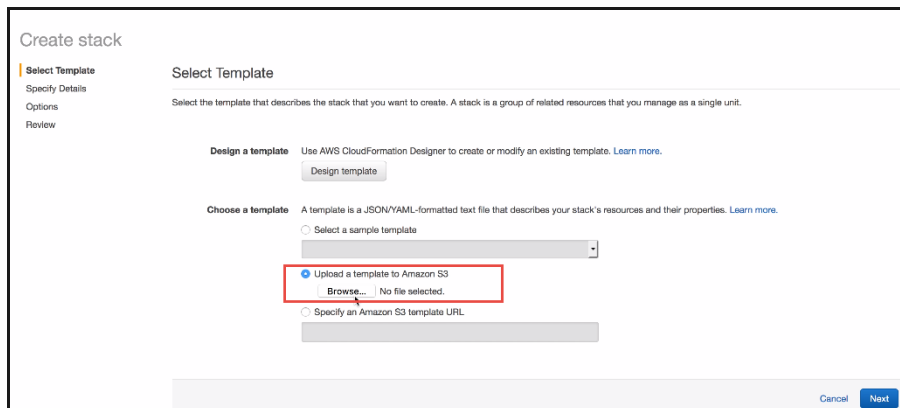 Create stack
Select Template
Specify Details
Options
Review
Select Template
Select the template that describes the stack that you want to create. A stack is a group of related resources that you manage as a single unit.
Design a template Use AWS CloudFormation Designer to create or modify an existing template. Learn more.
Design template
Choose a template A template is a JSON/YAML-formatted text file that describes your stack's resources and their properties. Learn more.
Select a sample template
Upload a template to Amazon S3
Browse... No file selected.
Specify an Amazon S3 template URL
Cancel Next